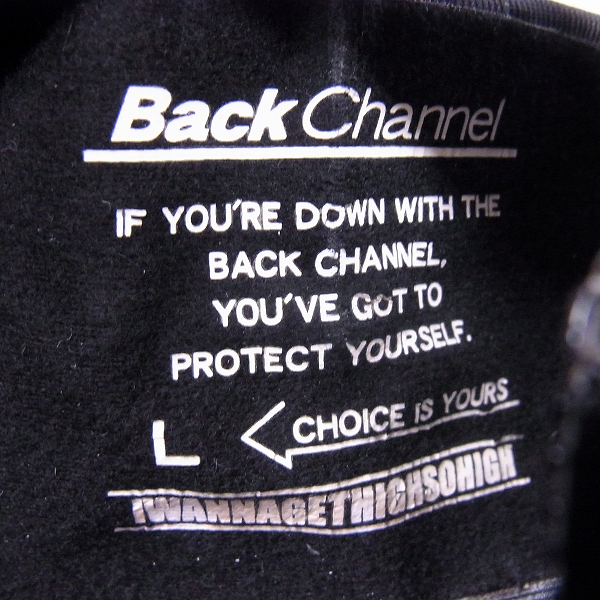 Back Channel
IF YOU'RE DOWN WITH THE
BACK CHANNEL,
YOU'VE GOT TO
PROTECT YOURSELF.
L CHOICE IS YOURS
IWANNAGETHIGHSOHIGH